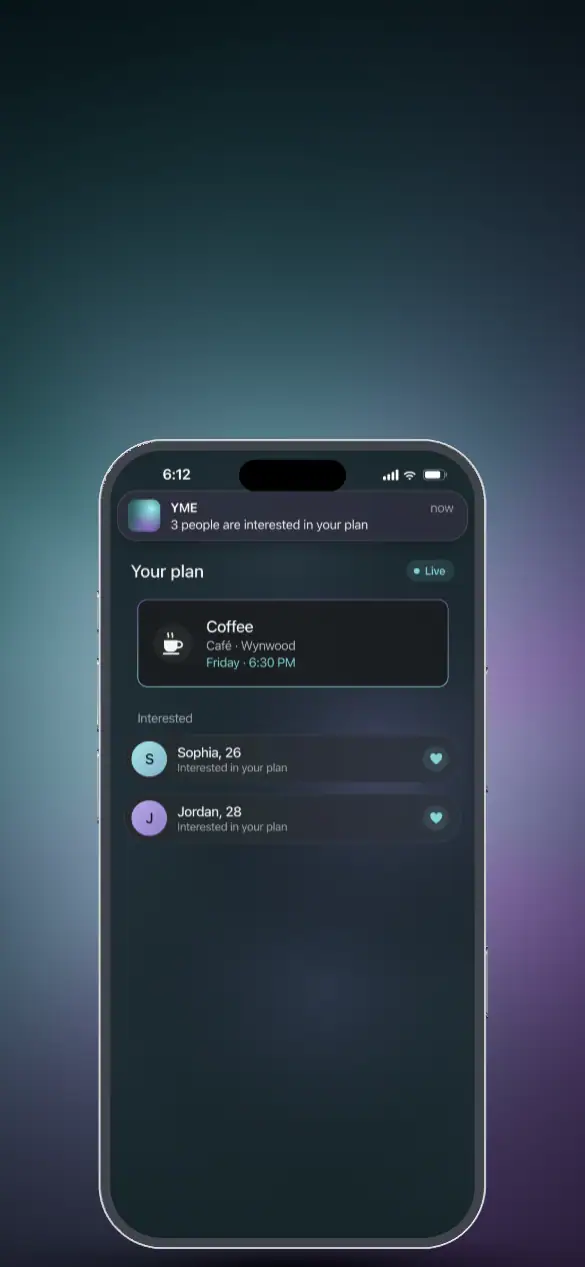 6:12
YME
now
3 people are interested in your plan
Your plan
Live
Coffee
Café · Wynwood
Friday · 6:30 PM
Interested
S
Sophia, 26
Interested in your plan
J
Jordan, 28
Interested in your plan